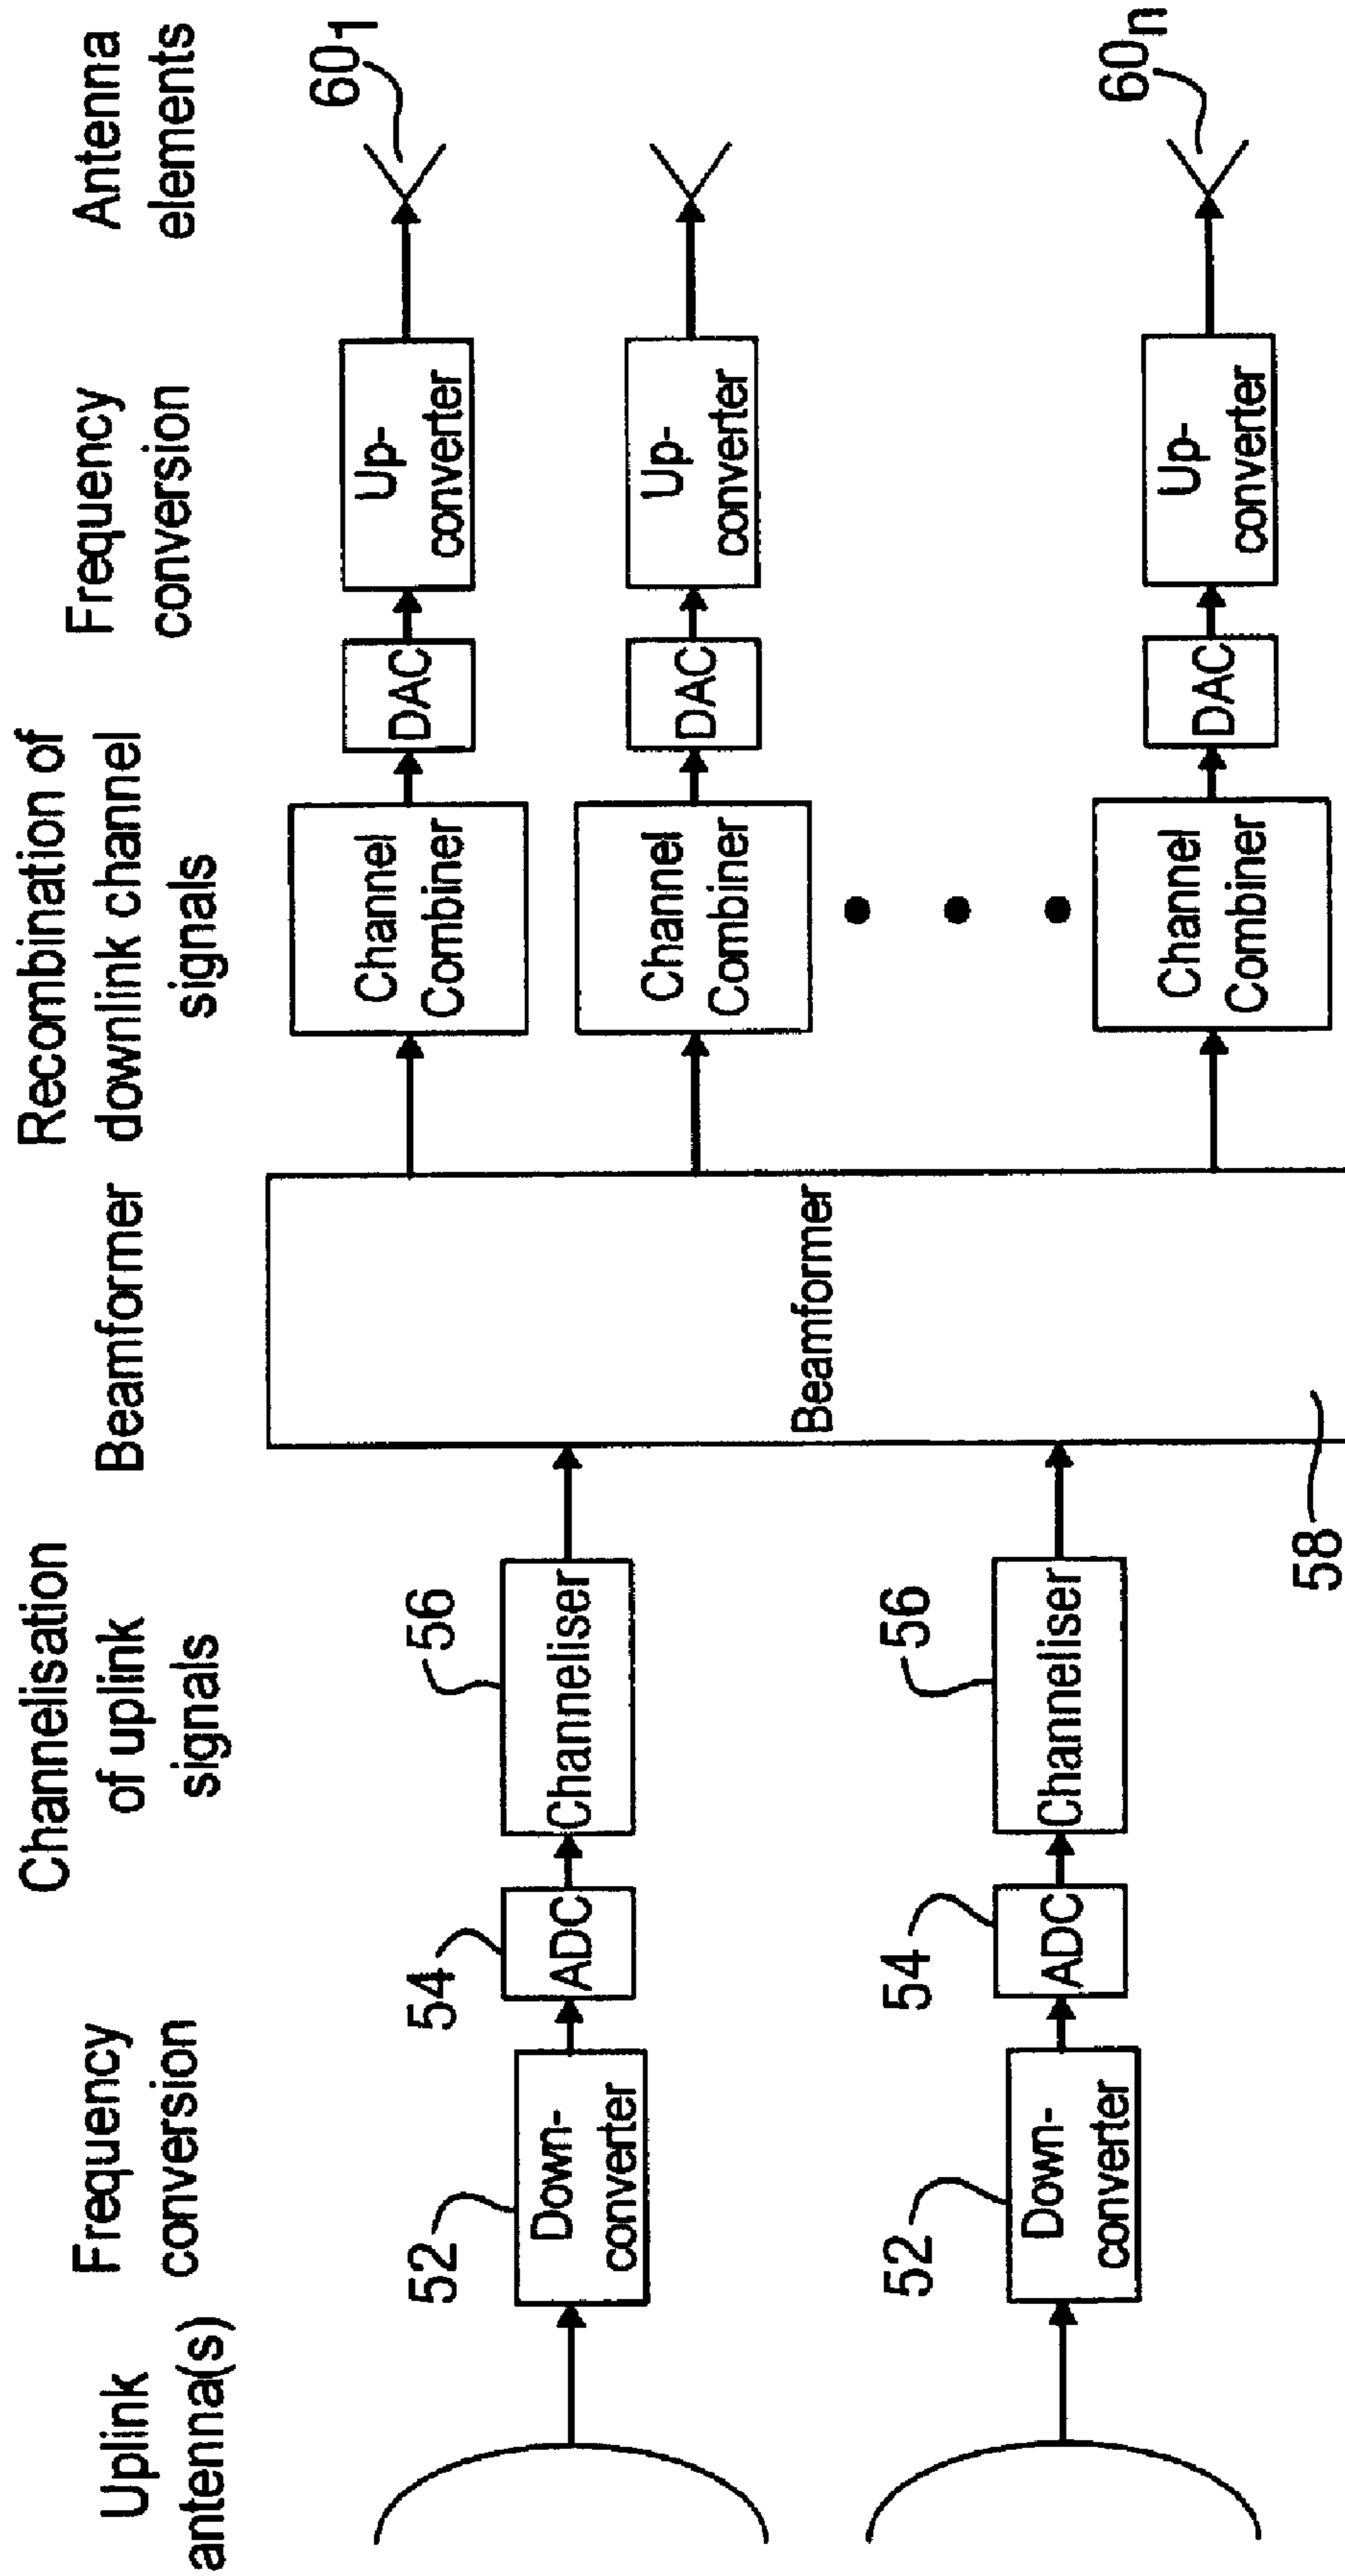 Uplink
antenna(s)
Frequency
conversion
Channelisation
of uplink
signals
Beamformer
Recombination of
downlink channel
signals
Frequency
conversion
Antenna
elements
52
Down-
converter
54
ADC
56
Channeliser
52
Down-
converter
54
ADC
56
Channeliser
Beamformer
58
Channel
Combiner
DAC
Up-
converter
60₁
Channel
Combiner
DAC
Up-
converter
Channel
Combiner
DAC
Up-
converter
60ₙ